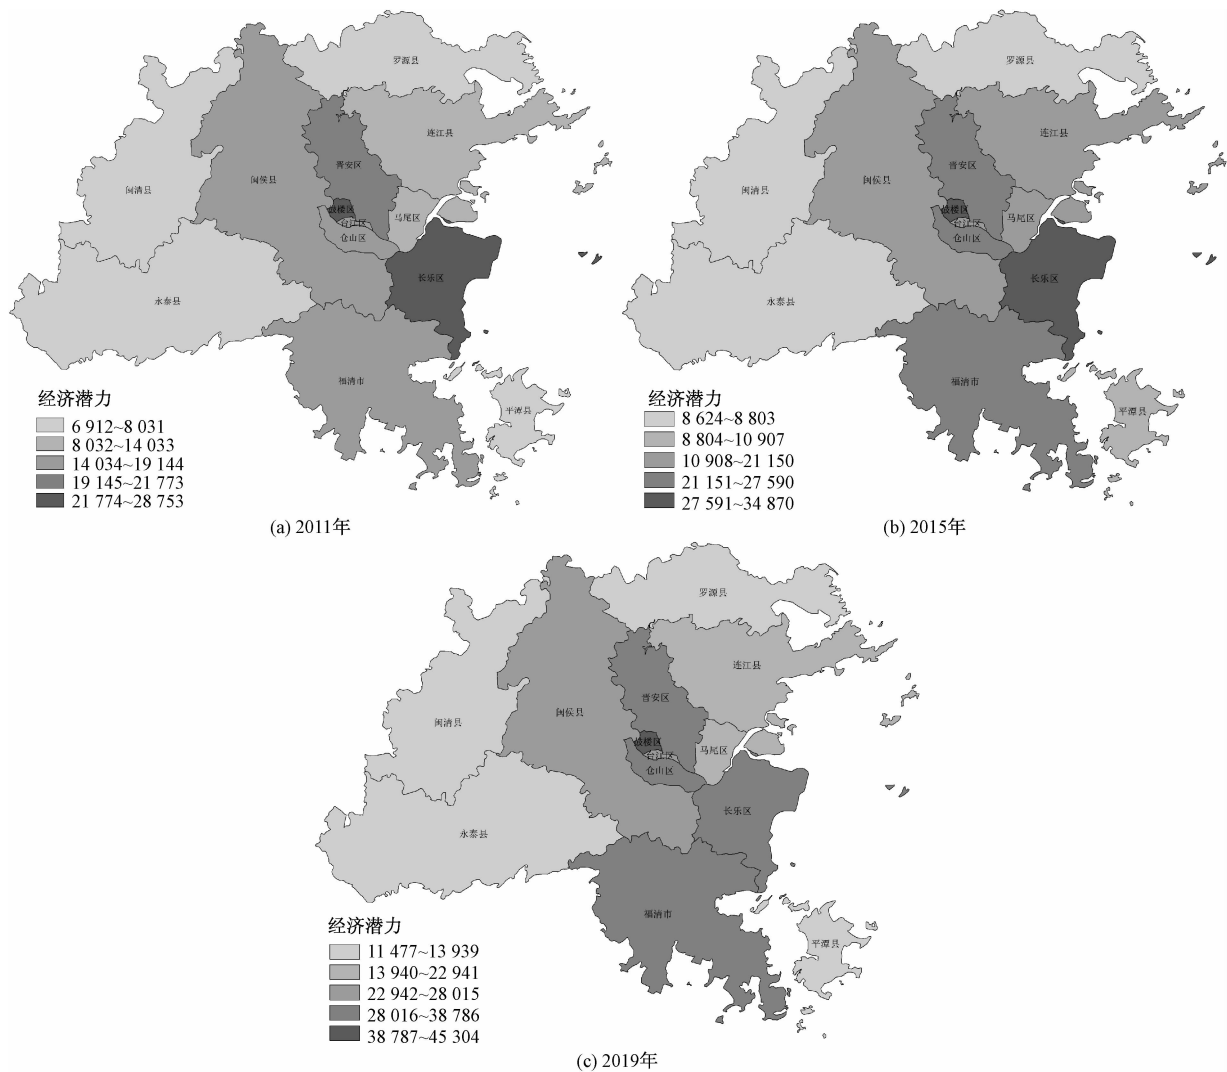 罗源县
连江县
晋安区
闽侯县
闽清县
鼓楼区
台江区
马尾区
仓山区
长乐区
永泰县
福清市
平潭县
经济潜力
6 912~8 031
8 032~14 033
14 034~19 144
19 145~21 773
21 774~28 753
(a) 2011年
罗源县
连江县
晋安区
闽侯县
闽清县
鼓楼区
台江区
马尾区
仓山区
长乐区
永泰县
福清市
平潭县
经济潜力
8 624~8 803
8 804~10 907
10 908~21 150
21 151~27 590
27 591~34 870
(b) 2015年
罗源县
连江县
晋安区
闽侯县
闽清县
鼓楼区
台江区
马尾区
仓山区
长乐区
永泰县
福清市
平潭县
经济潜力
11 477~13 939
13 940~22 941
22 942~28 015
28 016~38 786
38 787~45 304
(c) 2019年